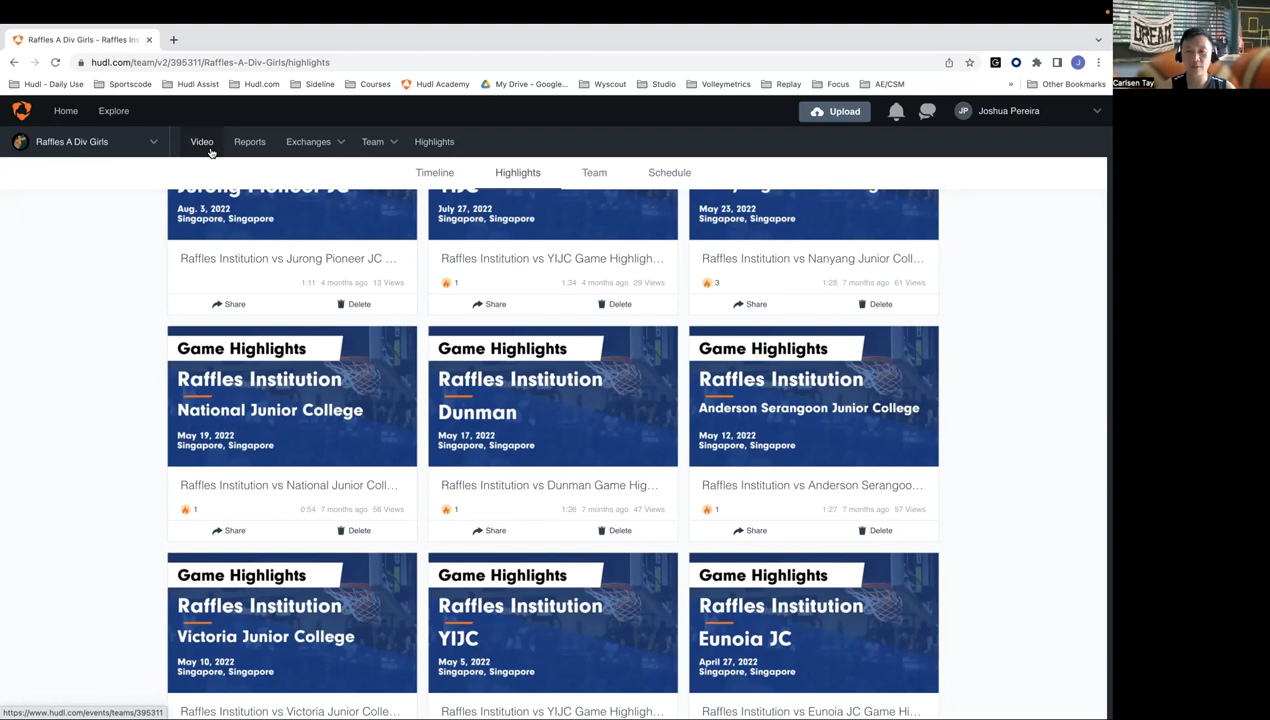 Raffles A Div Girls - Raffles Ins
hudl.com/team/v2/395311/Raffles-A-Div-Girls/highlights
Hudl - Daily Use Sportscode Hudl Assist Hudl.com Sideline Courses Hudl Academy My Drive - Google... Wyscout Studio Volleymetrics Replay Focus AE/CSM » Other Bookmarks
Home Explore Upload JP Joshua Pereira
Raffles A Div Girls Video Reports Exchanges Team Highlights
Timeline Highlights Team Schedule
Jurong Pioneer JC YIJC
Aug. 3, 2022 July 27, 2022 May 23, 2022
Singapore, Singapore Singapore, Singapore Singapore, Singapore
Raffles Institution vs Jurong Pioneer JC ... Raffles Institution vs YIJC Game Highligh... Raffles Institution vs Nanyang Junior Coll...
1:11 4 months ago 13 Views 1 1:34 4 months ago 29 Views 3 1:28 7 months ago 61 Views
Share Delete Share Delete Share Delete
Game Highlights Game Highlights Game Highlights
Raffles Institution Raffles Institution Raffles Institution
National Junior College Dunman Anderson Serangoon Junior College
May 19, 2022 May 17, 2022 May 12, 2022
Singapore, Singapore Singapore, Singapore Singapore, Singapore
Raffles Institution vs National Junior Coll... Raffles Institution vs Dunman Game Hig... Raffles Institution vs Anderson Serangoo...
1 0:54 7 months ago 56 Views 1 1:26 7 months ago 47 Views 1 1:27 7 months ago 57 Views
Share Delete Share Delete Share Delete
Game Highlights Game Highlights Game Highlights
Raffles Institution Raffles Institution Raffles Institution
Victoria Junior College YIJC Eunoia JC
May 10, 2022 May 5, 2022 April 27, 2022
Singapore, Singapore Singapore, Singapore Singapore, Singapore
Raffles Institution vs Victoria Junior Colle... Raffles Institution vs YIJC Game Highligh... Raffles Institution vs Eunoia JC Game Hi...
https://www.hudl.com/events/teams/395311
DREAM
Carlsen Tay